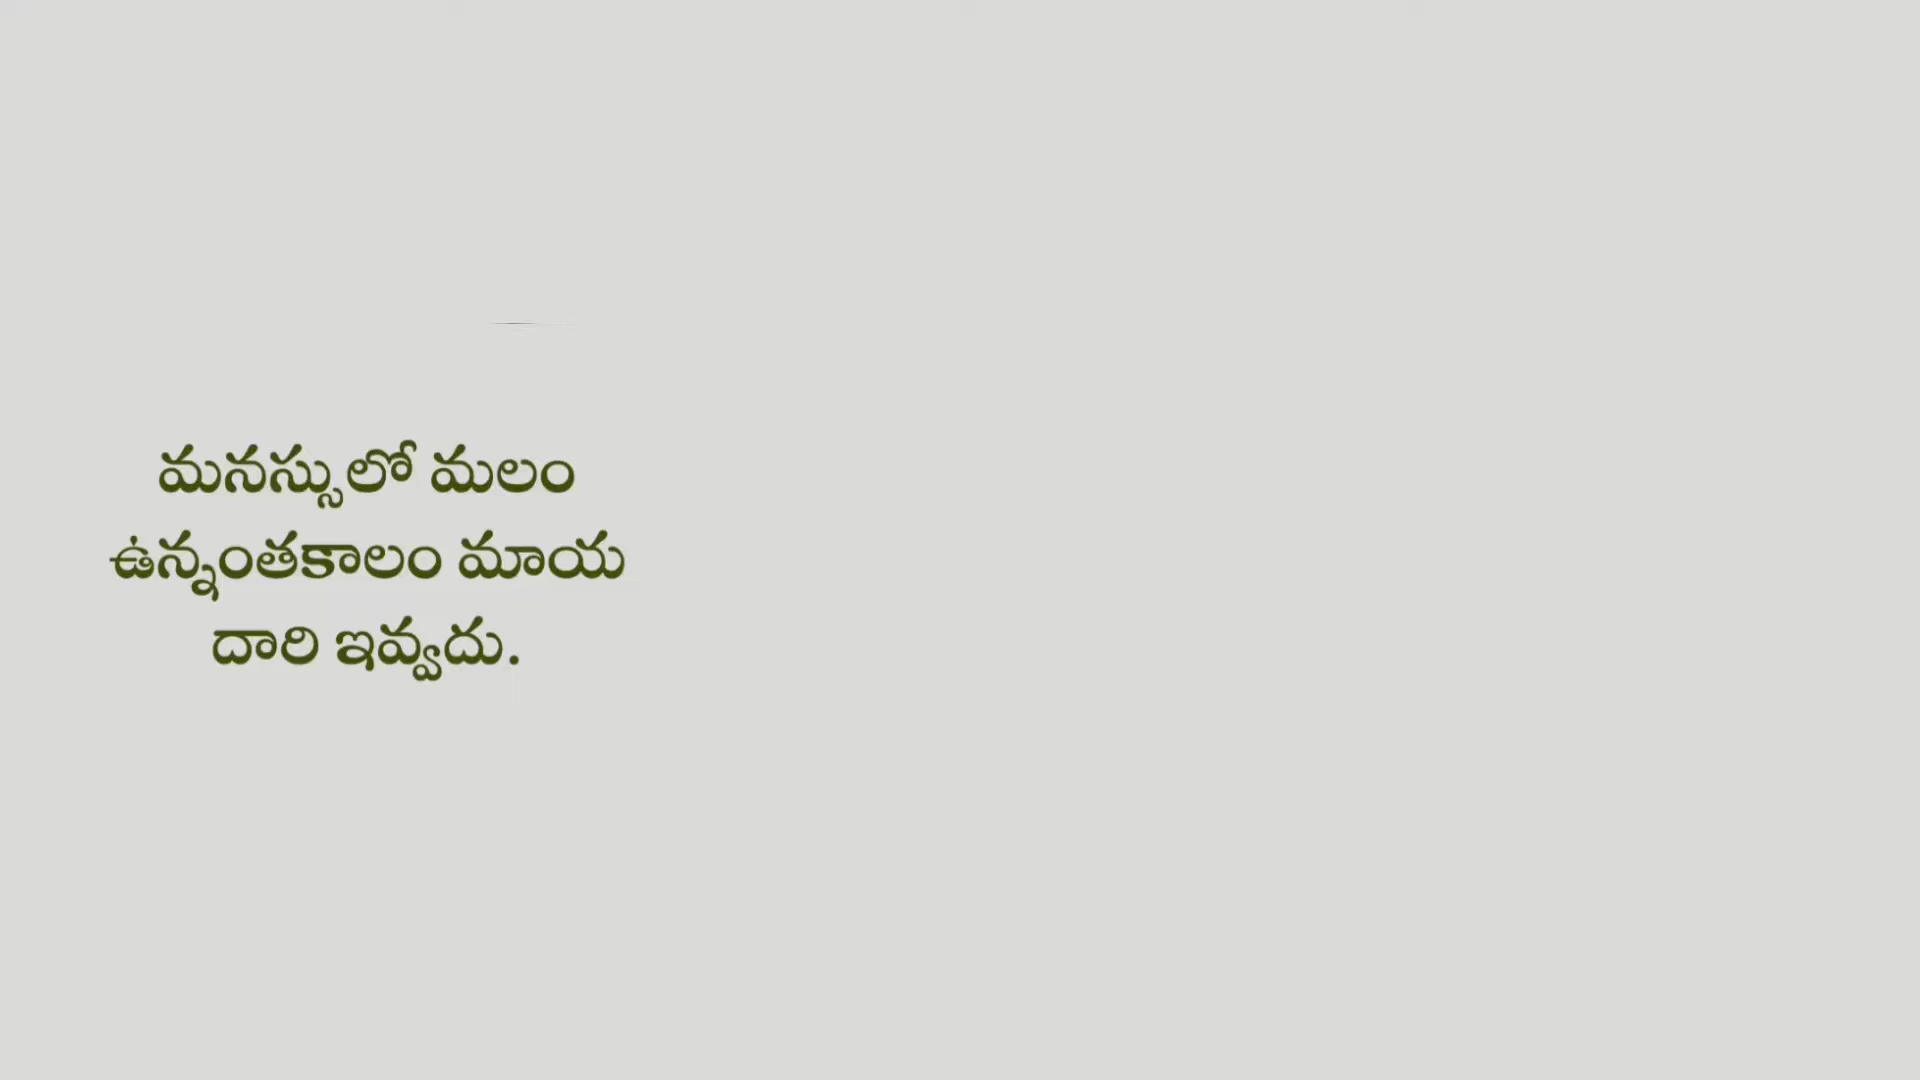 మనస్సులో మలం
ఉన్నంతకాలం మాయ
దారి ఇవ్వదు.